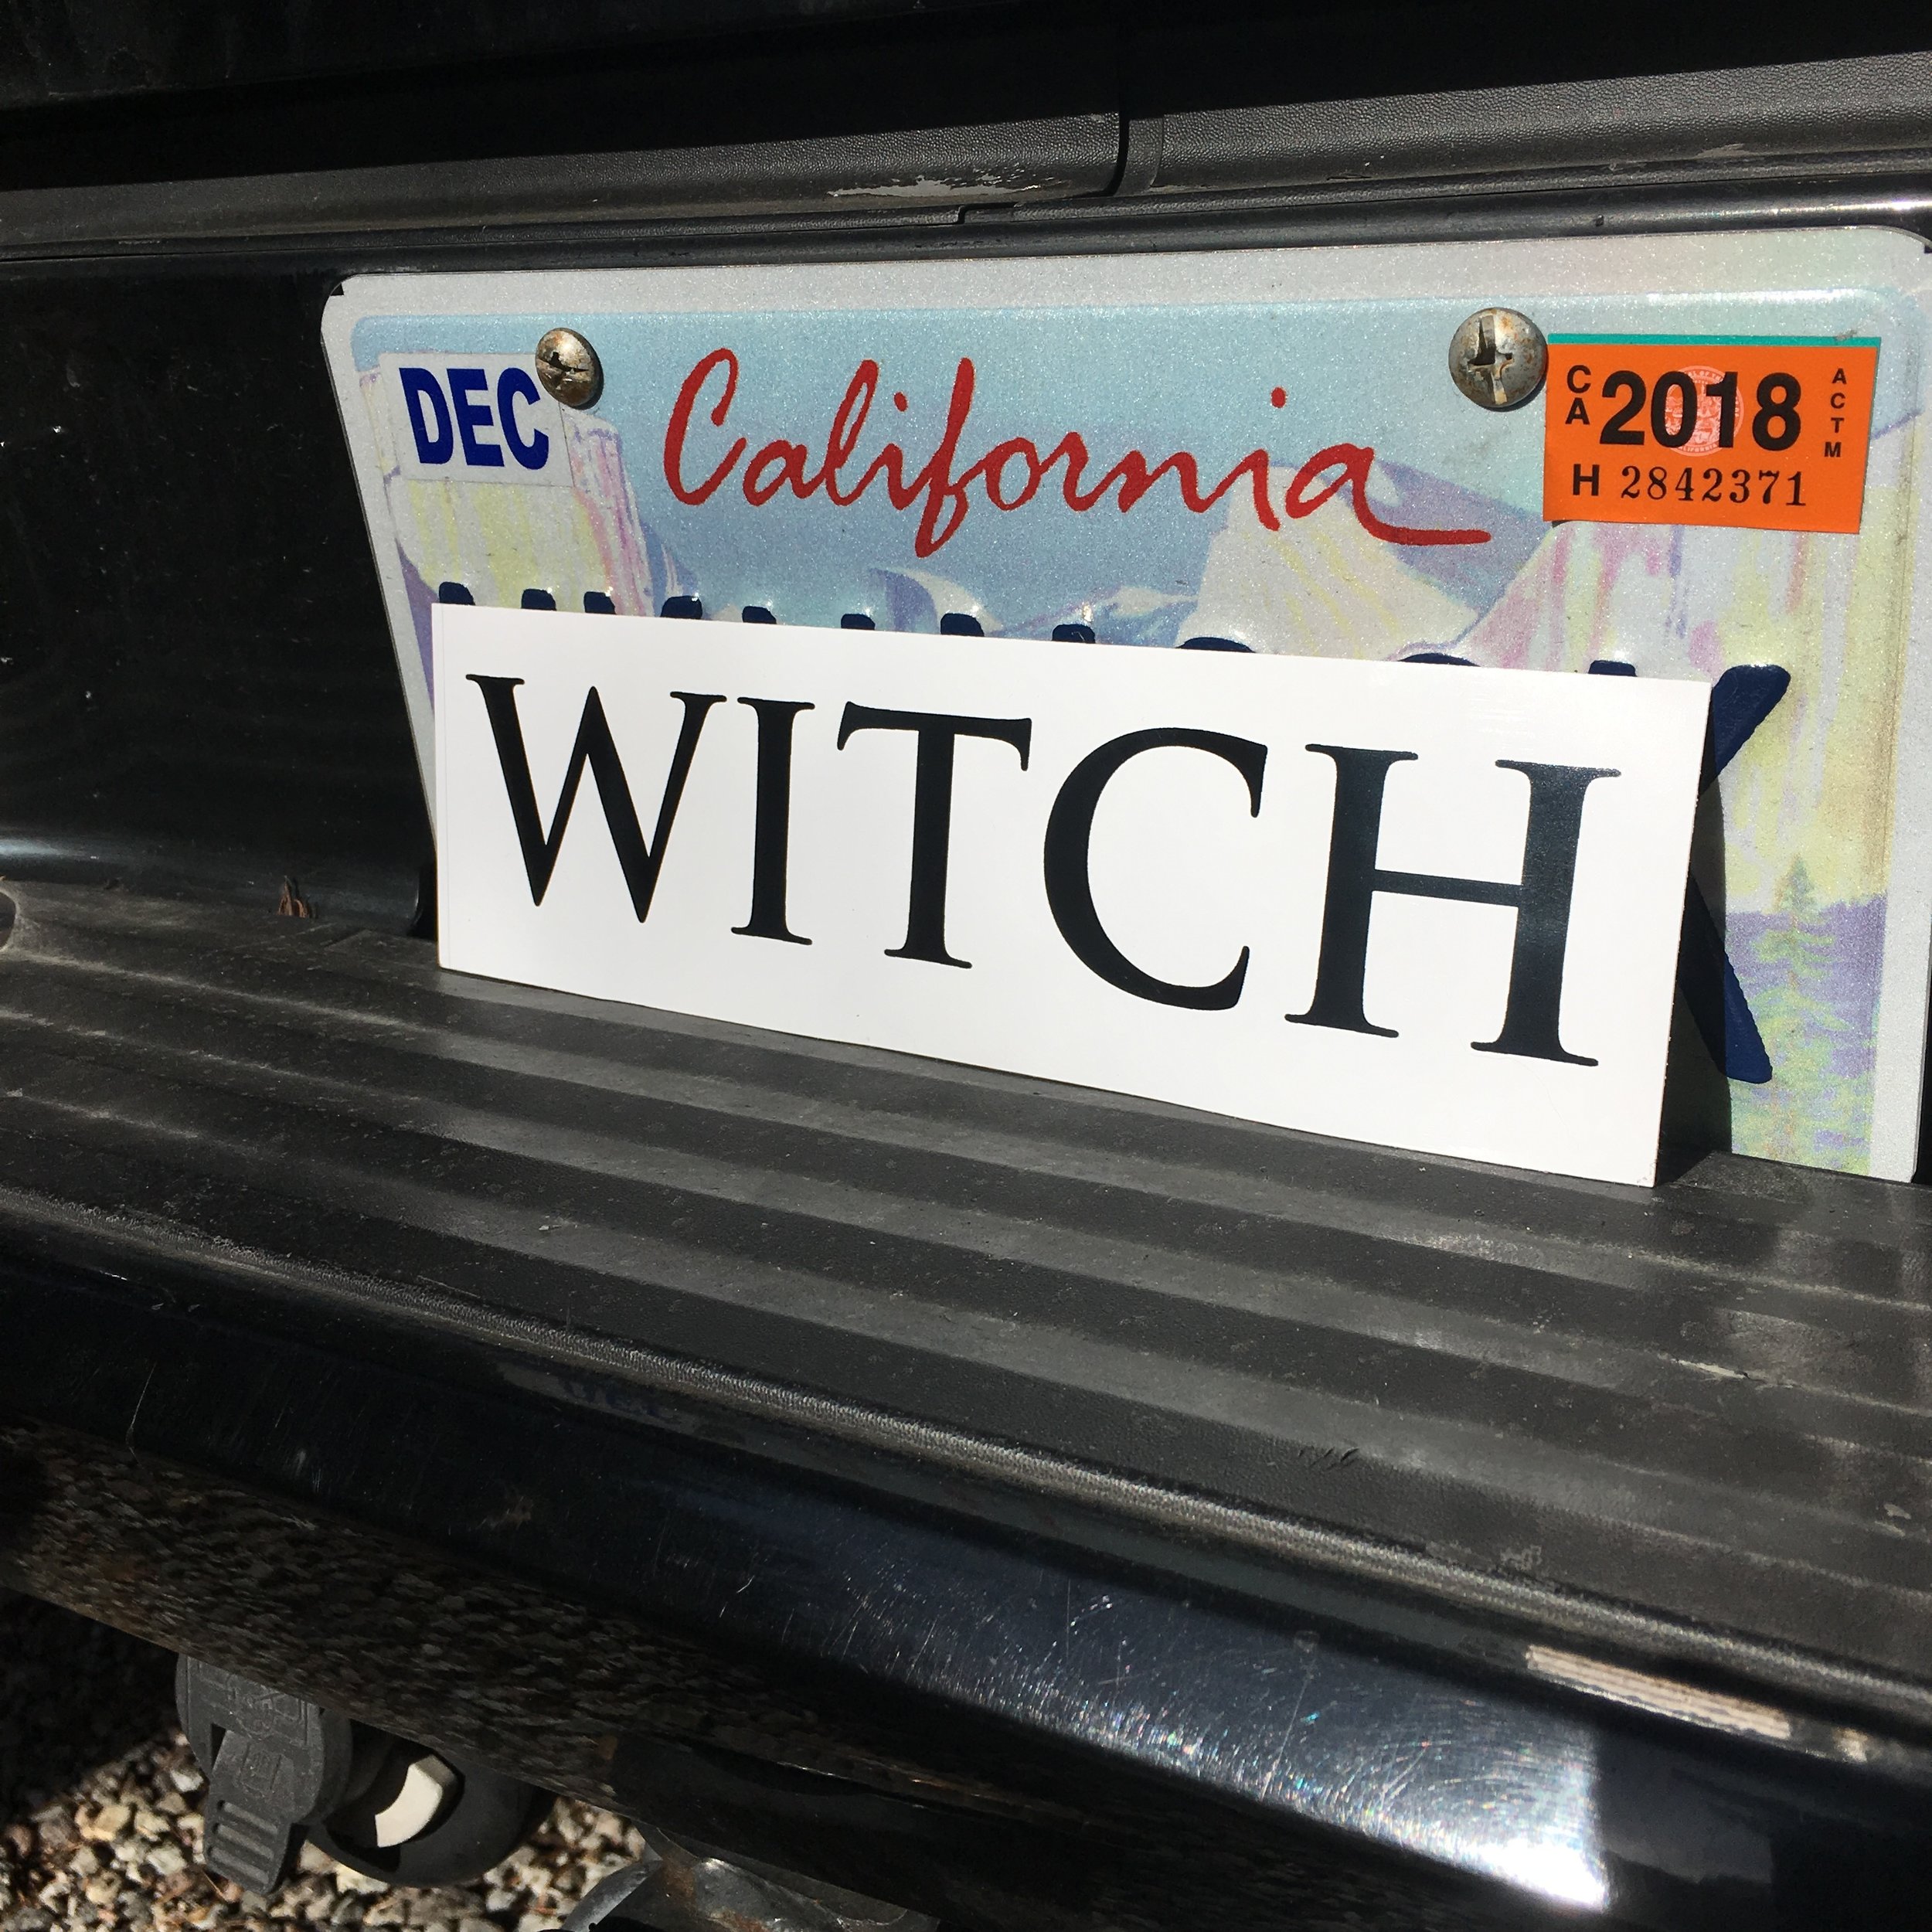 DEC
California
CA 2018 ACTM
H 2842371
WITCH